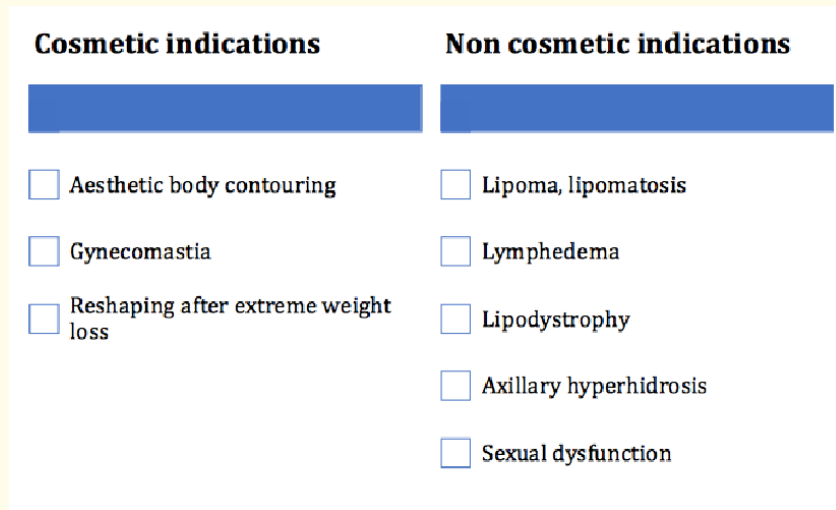 Cosmetic indications
Aesthetic body contouring
Gynecomastia
Reshaping after extreme weight
loss
Non cosmetic indications
Lipoma, lipomatosis
Lymphedema
Lipodystrophy
Axillary hyperhidrosis
Sexual dysfunction